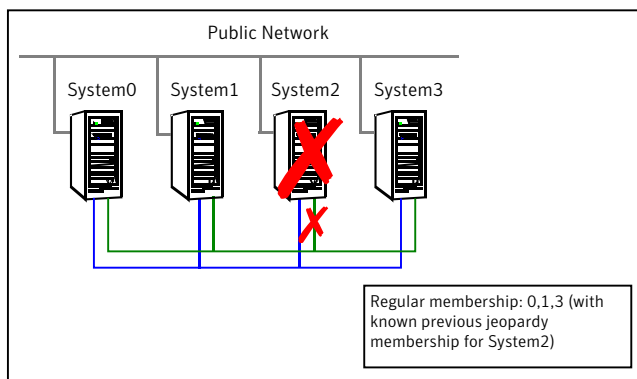 Public Network
System0
System1
System2
System3
Regular membership: 0,1,3 (with
known previous jeopardy
membership for System2)